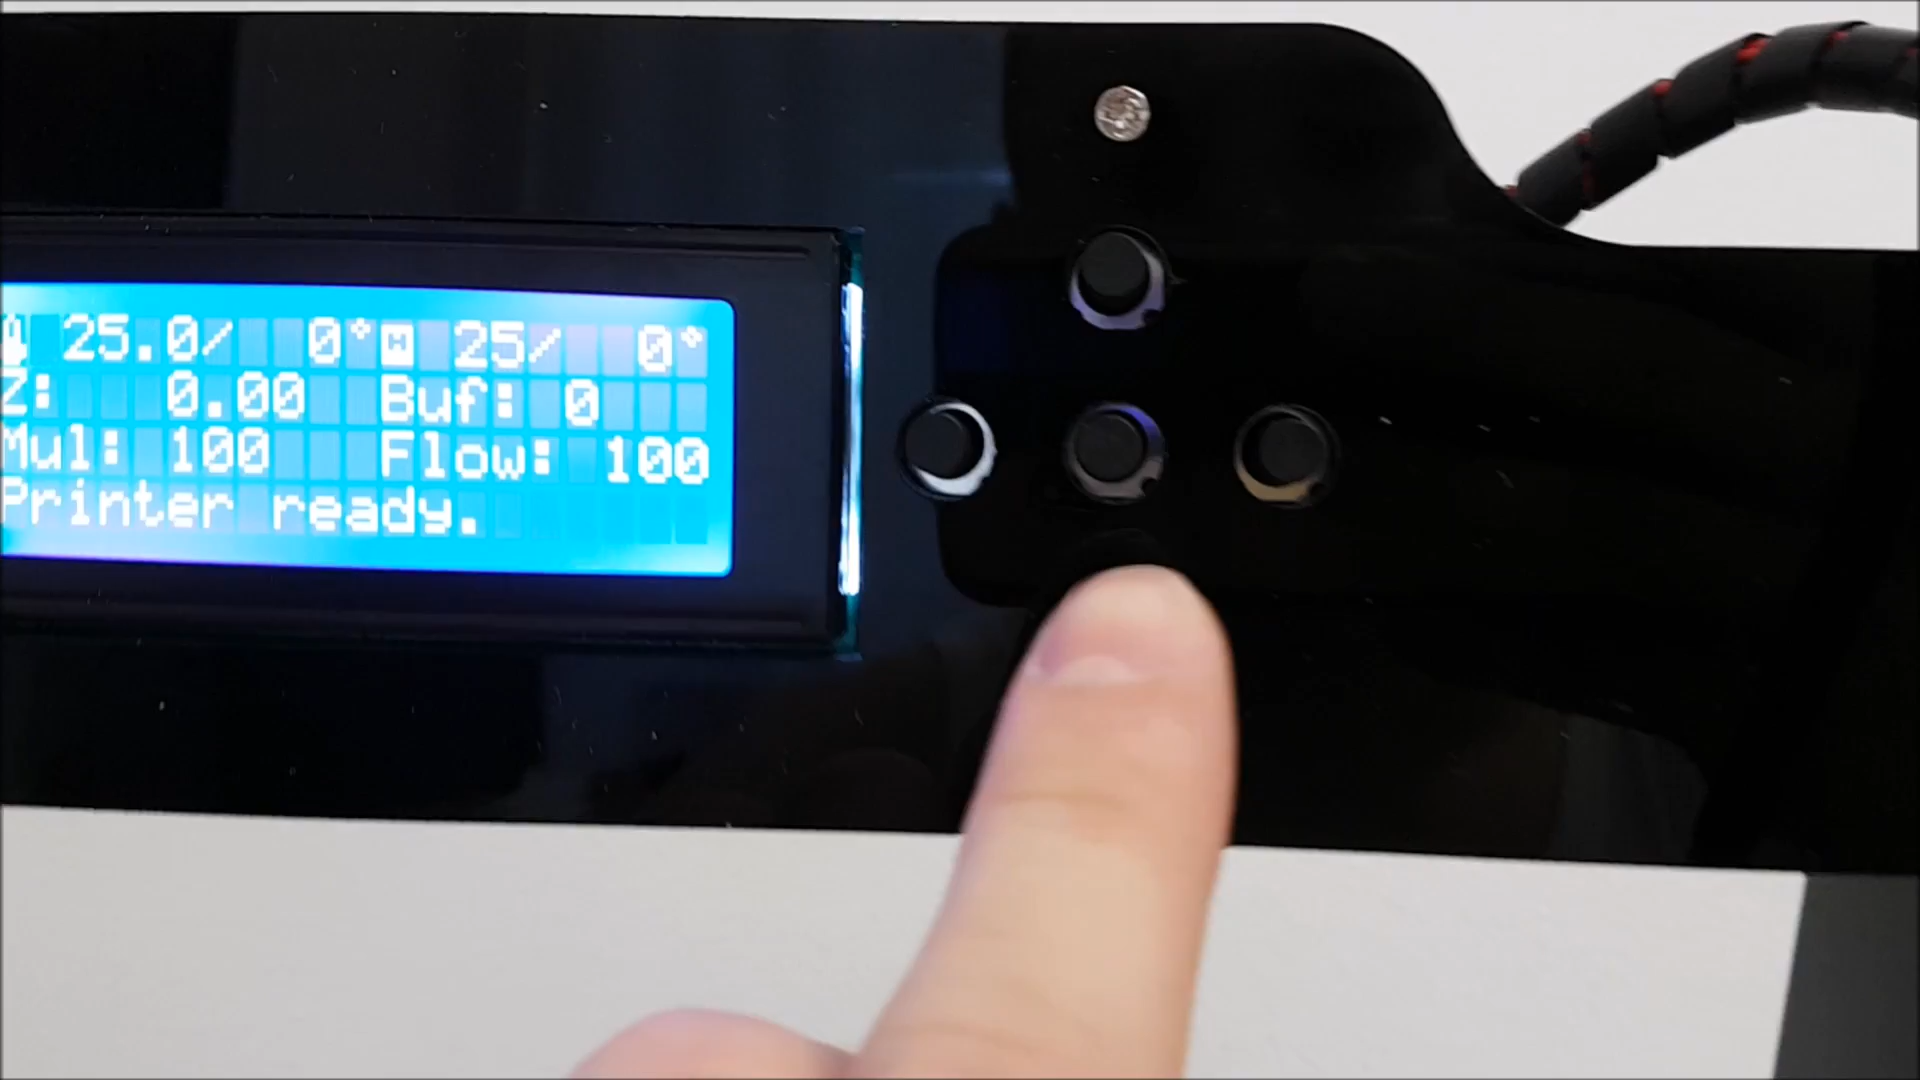 25.0/ 0° 25/ 0°
Z: 0.00 Buf: 0
Mul: 100 Flow: 100
Printer ready.